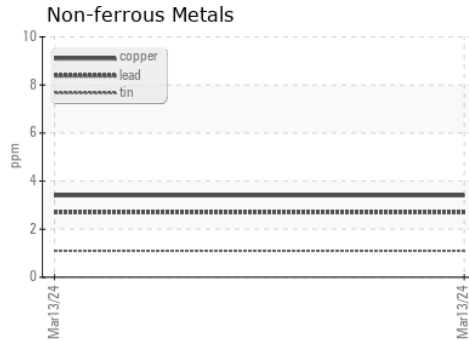 Non-ferrous Metals
10
copper
lead
tin
8
6
ppm
4
2
0
Mar13/24
Mar13/24